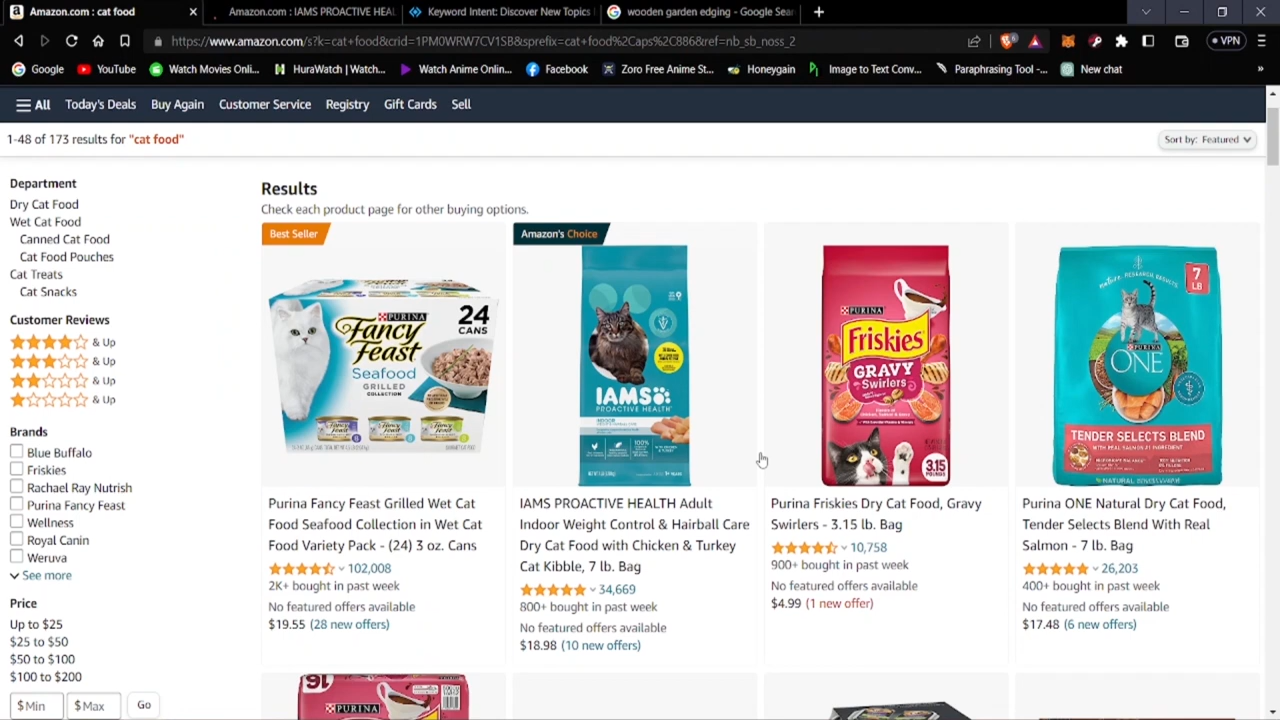 Amazon.com : cat food
Amazon.com : IAMS PROACTIVE HEAL
Keyword Intent: Discover New Topics
wooden garden edging - Google Sear
https://www.amazon.com/s?k=cat+food&crid=1PM0WRW7CV1SB&sprefix=cat+food%2Caps%2C886&ref=nb_sb_noss_2
VPN
Google
YouTube
Watch Movies Onli...
HuraWatch | Watch...
Watch Anime Onlin...
Facebook
Zoro Free Anime St...
Honeygain
Image to Text Conv...
Paraphrasing Tool -...
New chat
All
Today's Deals
Buy Again
Customer Service
Registry
Gift Cards
Sell
1-48 of 173 results for "cat food"
Sort by: Featured
Department
Dry Cat Food
Wet Cat Food
Canned Cat Food
Cat Food Pouches
Cat Treats
Cat Snacks
Customer Reviews
& Up
& Up
& Up
& Up
Brands
Blue Buffalo
Friskies
Rachael Ray Nutrish
Purina Fancy Feast
Wellness
Royal Canin
Weruva
See more
Price
Up to $25
$25 to $50
$50 to $100
$100 to $200
$ Min
$ Max
Go
Results
Check each product page for other buying options.
Best Seller
PURINA
Fancy
Feast
Seafood
GRILLED
COLLECTION
24
CANS
Purina Fancy Feast Grilled Wet Cat
Food Seafood Collection in Wet Cat
Food Variety Pack - (24) 3 oz. Cans
102,008
2K+ bought in past week
No featured offers available
$19.55 (28 new offers)
Amazon's Choice
IAMS
PROACTIVE HEALTH
INDOOR
IAMS PROACTIVE HEALTH Adult
Indoor Weight Control & Hairball Care
Dry Cat Food with Chicken & Turkey
Cat Kibble, 7 lb. Bag
34,669
800+ bought in past week
No featured offers available
$18.98 (10 new offers)
PURINA
Friskies
GRAVY
Swirlers
3.15
POUNDS
Purina Friskies Dry Cat Food, Gravy
Swirlers - 3.15 lb. Bag
10,758
900+ bought in past week
No featured offers available
$4.99 (1 new offer)
7
LB
PURINA
ONE
TENDER SELECTS BLEND
WITH REAL SALMON
Purina ONE Natural Dry Cat Food,
Tender Selects Blend With Real
Salmon - 7 lb. Bag
26,203
400+ bought in past week
No featured offers available
$17.48 (6 new offers)
16
PURINA